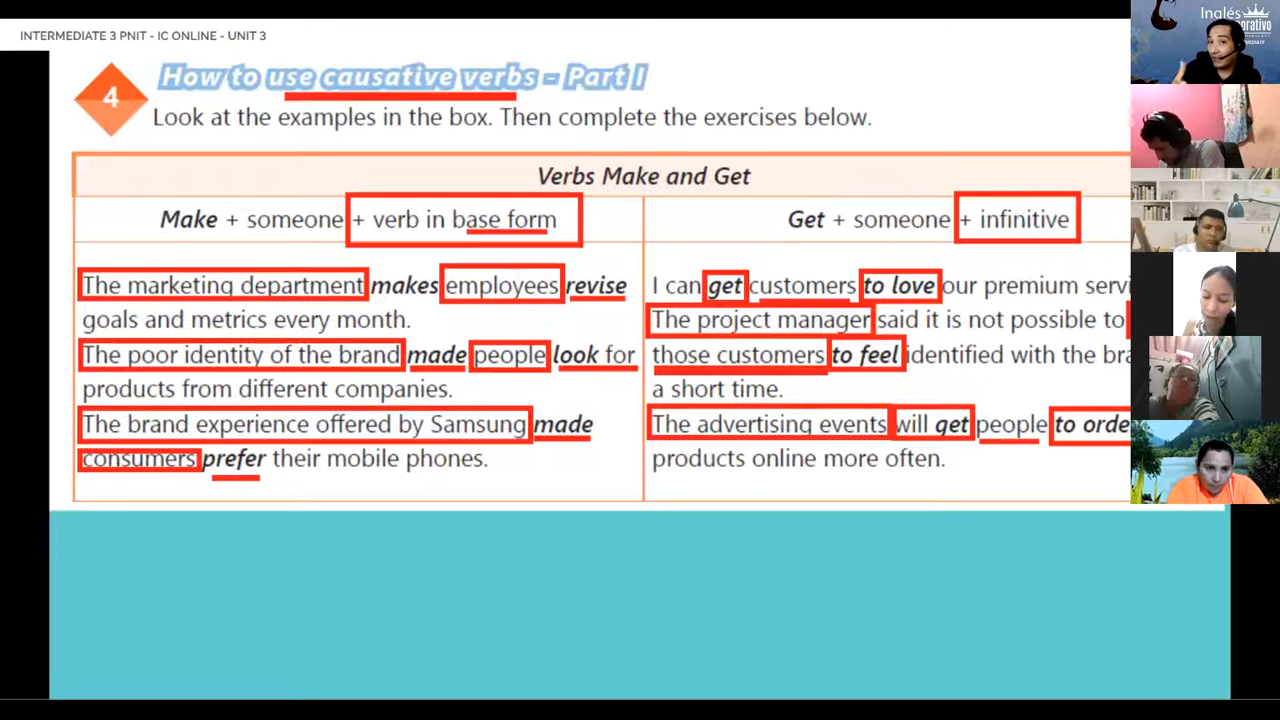 INTERMEDIATE 3 PNIT - IC ONLINE - UNIT 3
Inglés
4
How to use causative verbs - Part I
Look at the examples in the box. Then complete the exercises below.
Verbs Make and Get
Make + someone + verb in base form
Get + someone + infinitive
The marketing department makes employees revise
goals and metrics every month.
The poor identity of the brand made people look for
products from different companies.
The brand experience offered by Samsung made
consumers prefer their mobile phones.
I can get customers to love our premium servi
The project manager said it is not possible to
those customers to feel identified with the bra
a short time.
The advertising events will get people to orde
products online more often.